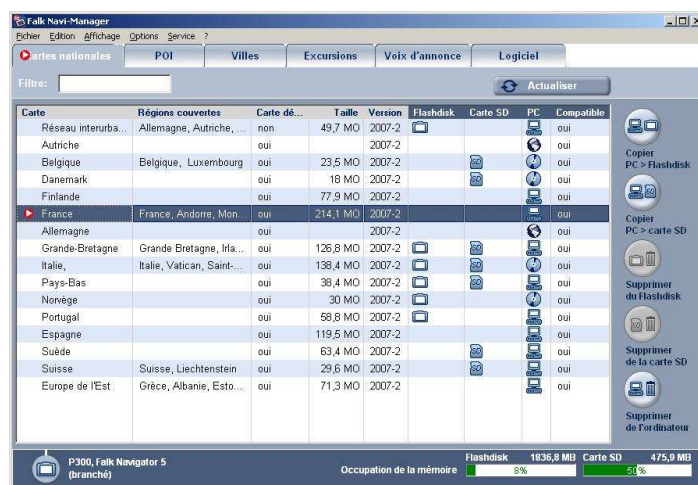 Falk Navi-Manager
Fichier Edition Affichage Options Service ?
Cartes nationales POI Villes Excursions Voix d'annonce Logiciel
Filtre: Actualiser
Carte Régions couvertes Carte dé... Taille Version Flashdisk Carte SD PC Compatible
Réseau interurba... Allemagne, Autriche, ... non 49,7 MO 2007-2 oui
Autriche oui 2007-2 oui
Belgique Belgique, Luxembourg oui 23,5 MO 2007-2 SD oui
Danemark oui 18 MO 2007-2 SD oui
Finlande oui 77,9 MO 2007-2 oui
France France, Andorre, Mon... oui 214,1 MO 2007-2 oui
Allemagne oui 2007-2 oui
Grande-Bretagne Grande Bretagne, Irla... oui 126,8 MO 2007-2 SD oui
Italie, Italie, Vatican, Saint-... oui 138,4 MO 2007-2 SD oui
Pays-Bas oui 38,4 MO 2007-2 SD oui
Norvège oui 30 MO 2007-2 oui
Portugal oui 58,8 MO 2007-2 oui
Espagne oui 119,5 MO 2007-2 oui
Suède oui 63,4 MO 2007-2 SD oui
Suisse Suisse, Liechtenstein oui 29,6 MO 2007-2 SD oui
Europe de l'Est Grèce, Albanie, Esto... oui 71,3 MO 2007-2 oui
Copier
PC > Flashdisk
Copier
PC > carte SD
Supprimer
du Flashdisk
Supprimer
de la carte SD
Supprimer
de l'ordinateur
P300, Falk Navigator 5
(branché)
Occupation de la mémoire
Flashdisk 1836,8 MB Carte SD 475,9 MB
8% 50%